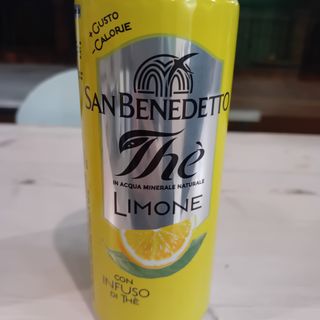 + GUSTO
- CALORIE
SAN BENEDETTO
Thè
IN ACQUA MINERALE NATURALE
LIMONE
CON
INFUSO
DI THÈ